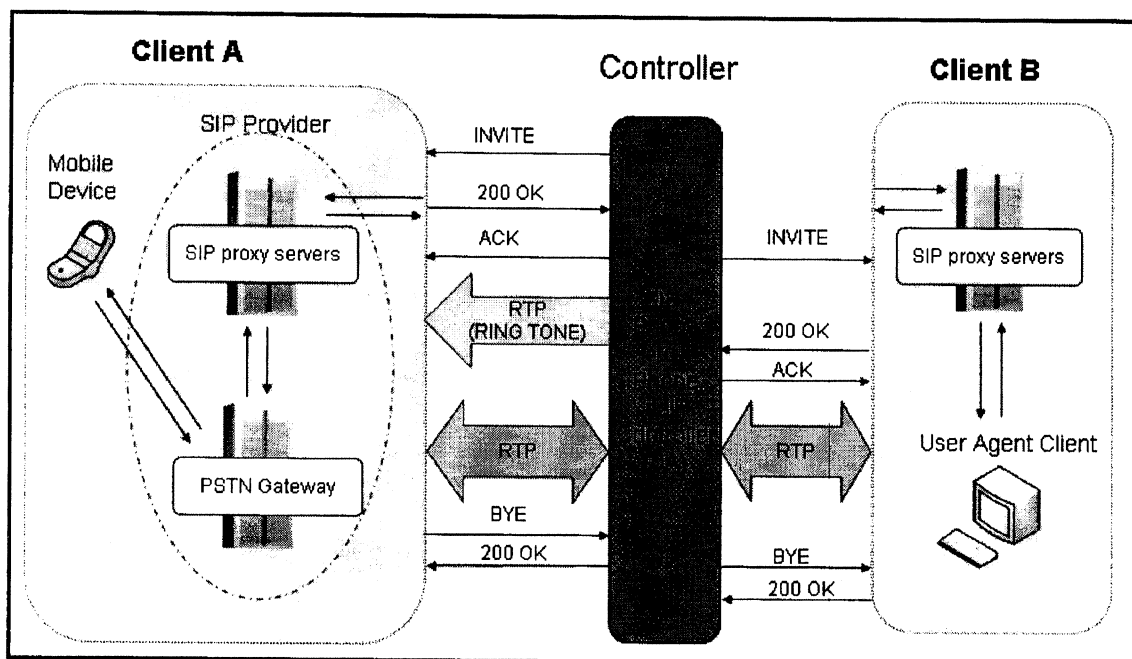 Client A
Controller
Client B
SIP Provider
Mobile
Device
SIP proxy servers
PSTN Gateway
INVITE
200 OK
ACK
RTP
(RING TONE)
RTP
BYE
200 OK
INVITE
200 OK
ACK
RTP
BYE
200 OK
SIP proxy servers
User Agent Client